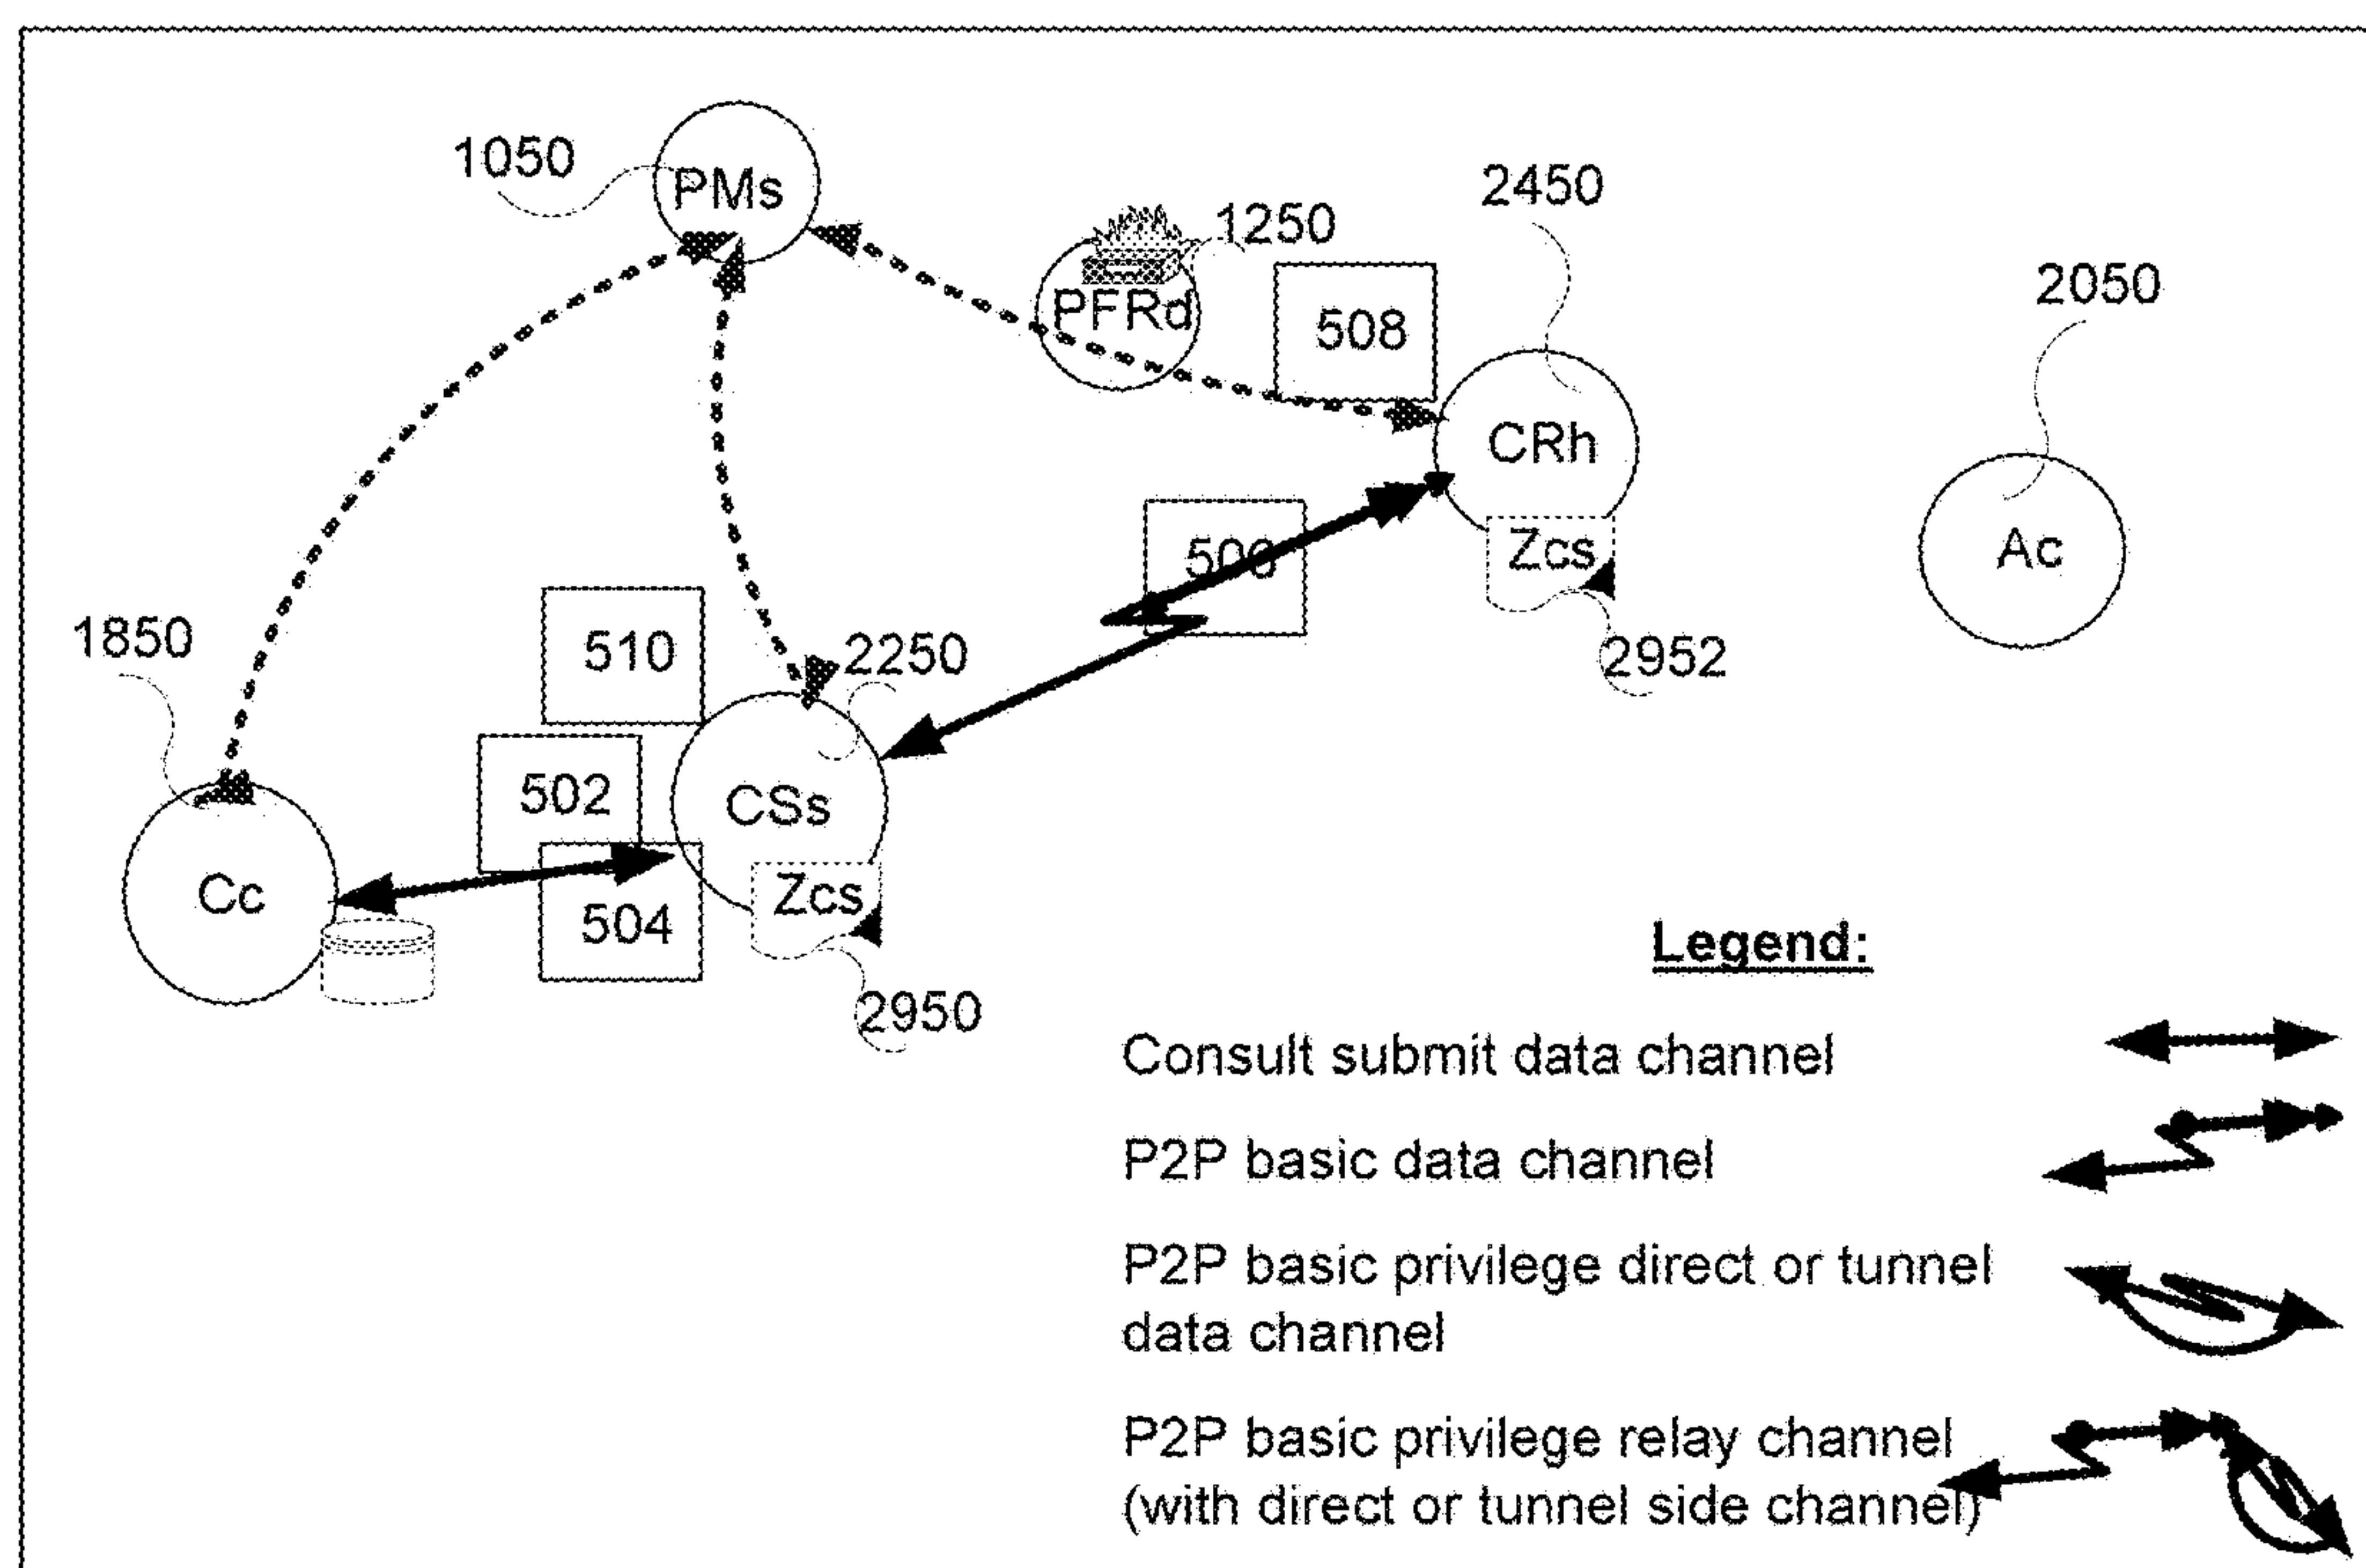 1050
PMs
2450
1250
PFRd
508
2050
CRh
Zcs
Ac
1850
510
2250
2952
502
CSs
Cc
Zcs
504
2950
Legend:
Consult submit data channel
P2P basic data channel
P2P basic privilege direct or tunnel
data channel
P2P basic privilege relay channel
(with direct or tunnel side channel)